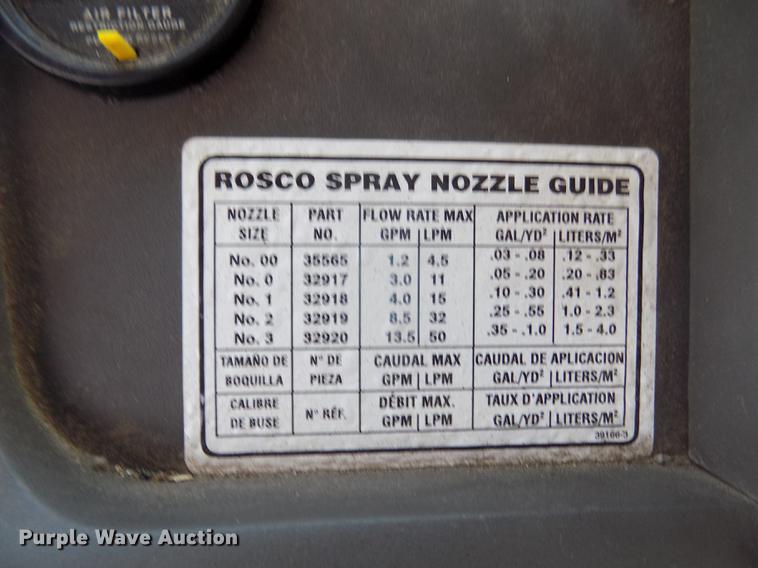 AIR FILTER
RESTRICTION GAUGE
ROSCO SPRAY NOZZLE GUIDE
NOZZLE SIZE PART NO. FLOW RATE MAX GPM LPM APPLICATION RATE GAL/YD² LITERS/M²
No. 00 35565 1.2 4.5 .03 - .08 .12 - .33
No. 0 32917 3.0 11 .05 - .20 .20 - .83
No. 1 32918 4.0 15 .10 - .30 .41 - 1.2
No. 2 32919 8.5 32 .25 - .55 1.0 - 2.3
No. 3 32920 13.5 50 .35 - .1.0 1.5 - 4.0
TAMAÑO DE N° DE CAUDAL MAX CAUDAL DE APLICACION
BOQUILLA PIEZA GPM LPM GAL/YD² LITERS/M²
CALIBRE DE BUSE N° RÉF. DÉBIT MAX. GPM LPM TAUX D'APPLICATION GAL/YD² LITERS/M²
39166-3
Purple Wave Auction